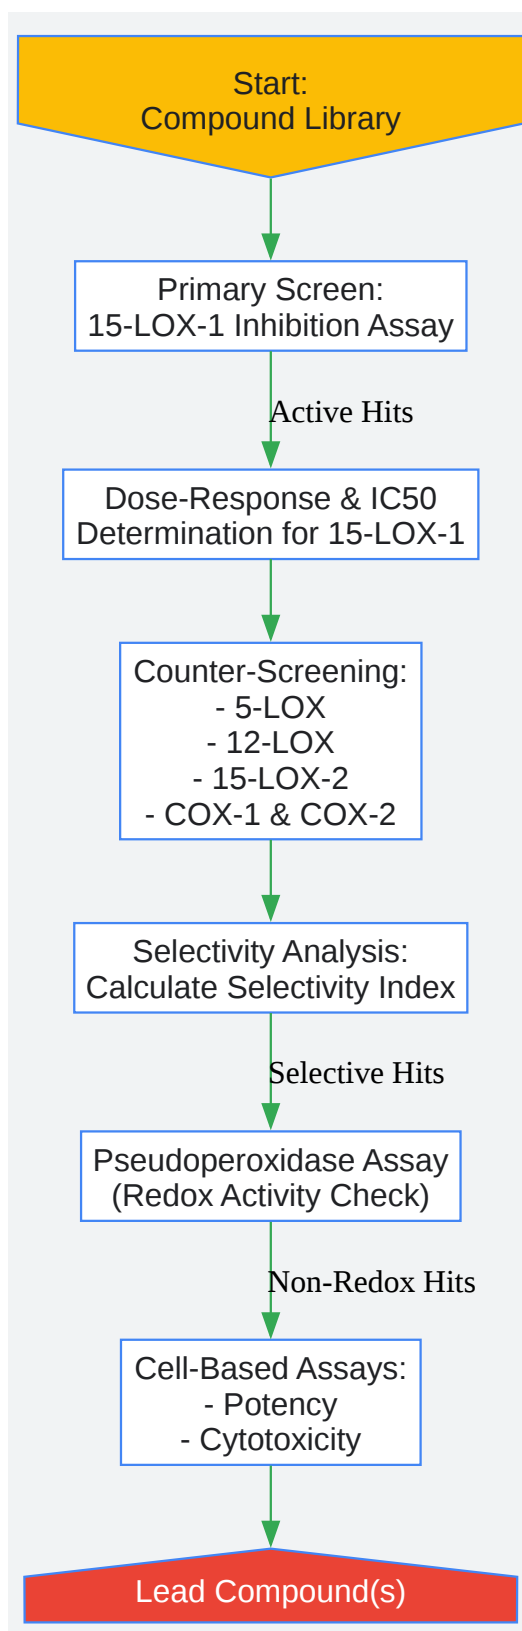 Start:
Compound Library
Primary Screen:
15-LOX-1 Inhibition Assay
Active Hits
Dose-Response & IC50
Determination for 15-LOX-1
Counter-Screening:
- 5-LOX
- 12-LOX
- 15-LOX-2
- COX-1 & COX-2
Selectivity Analysis:
Calculate Selectivity Index
Selective Hits
Pseudoperoxidase Assay
(Redox Activity Check)
Non-Redox Hits
Cell-Based Assays:
- Potency
- Cytotoxicity
Lead Compound(s)